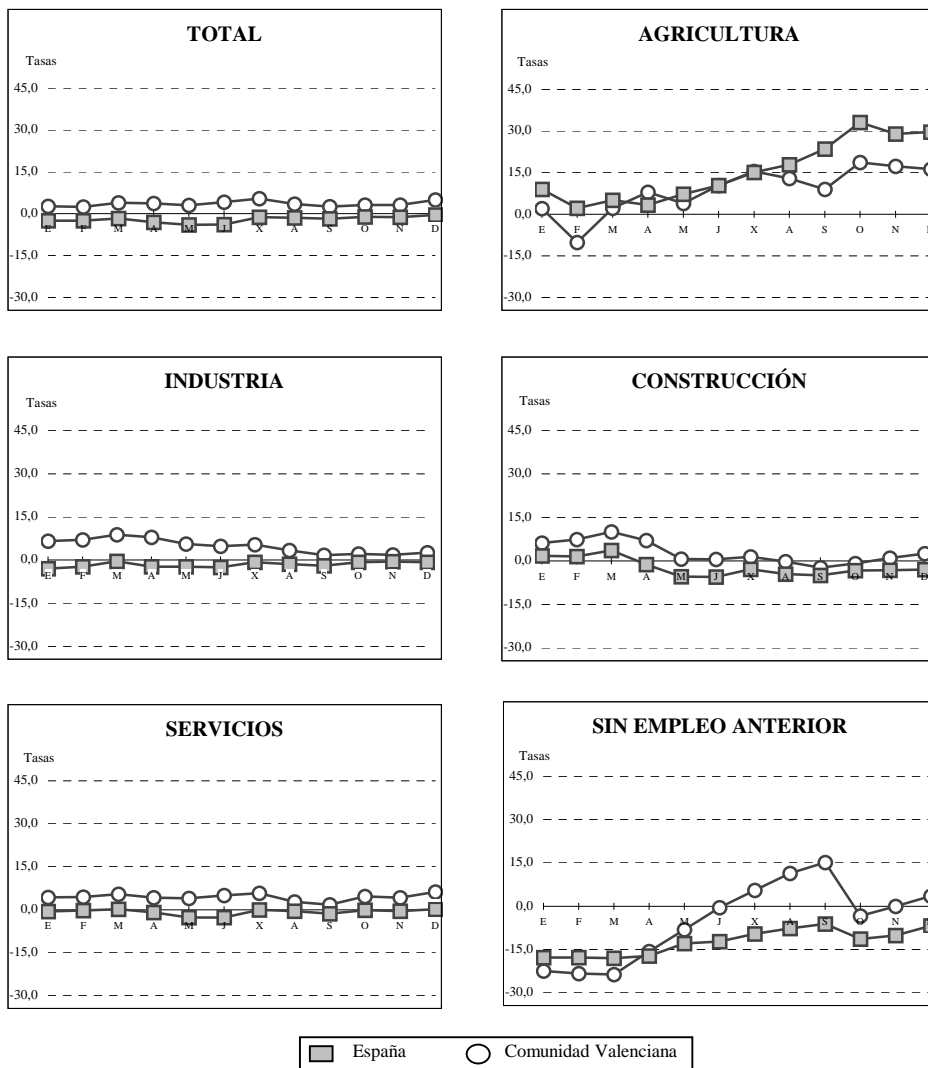 TOTAL
Tasas
45,0
30,0
15,0
0,0
E F M A M J X A S O N D
-15,0
-30,0
AGRICULTURA
Tasas
45,0
30,0
15,0
0,0
E F M A M J X A S O N
-15,0
-30,0
INDUSTRIA
Tasas
45,0
30,0
15,0
0,0
E F M A M J X A S O N D
-15,0
-30,0
CONSTRUCCIÓN
Tasas
45,0
30,0
15,0
0,0
E F M A M J X A S O N D
-15,0
-30,0
SERVICIOS
Tasas
45,0
30,0
15,0
0,0
E F M A M J X A S O N D
-15,0
-30,0
SIN EMPLEO ANTERIOR
Tasas
45,0
30,0
15,0
0,0
E F M A M J X A S O N
-15,0
-30,0
España Comunidad Valenciana